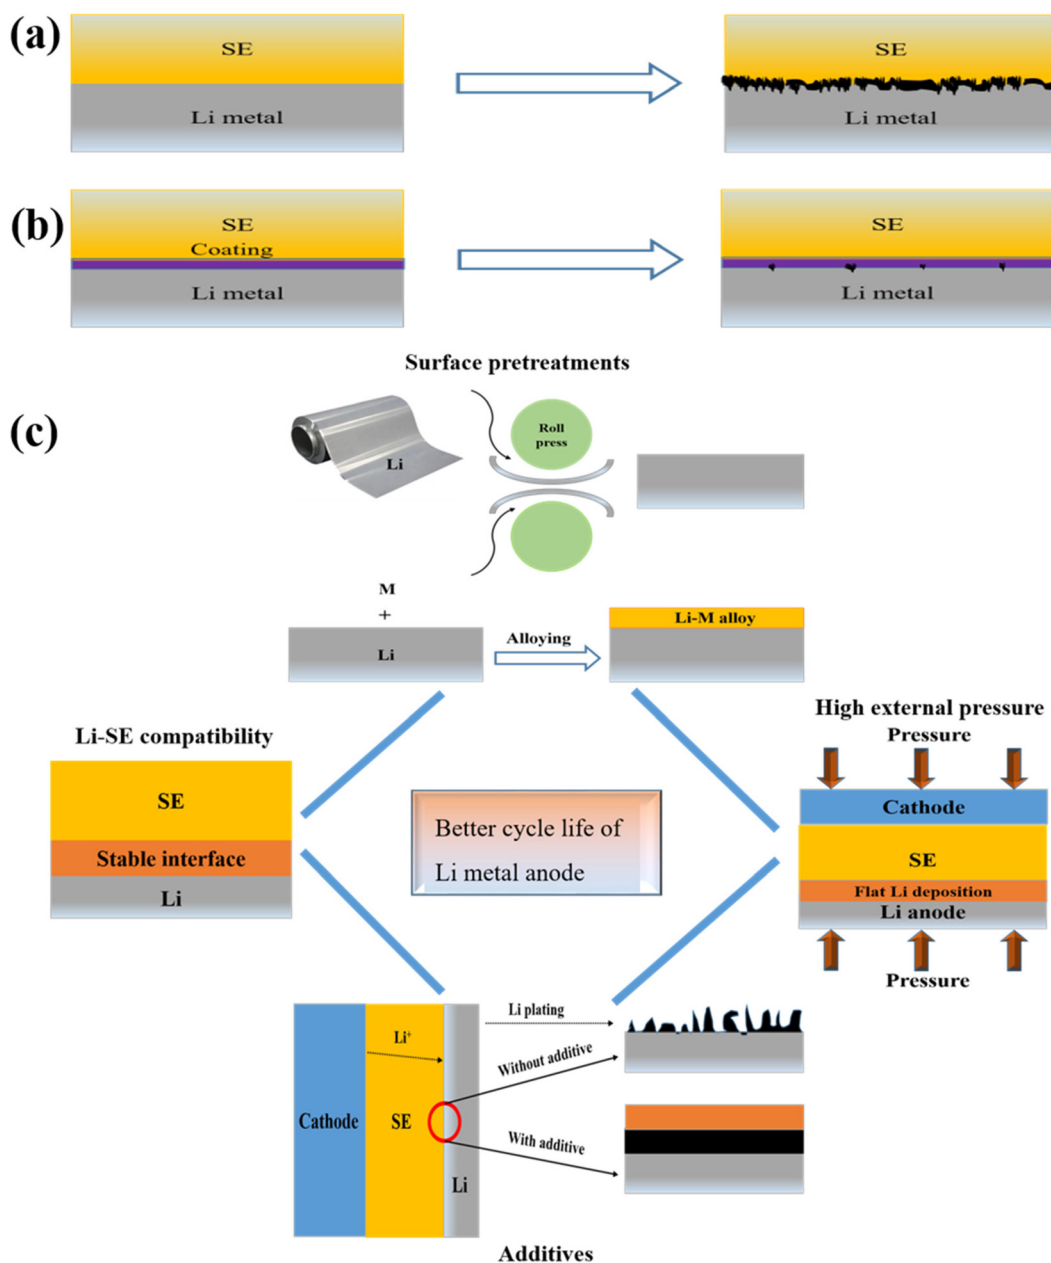 (a)
SE
Li metal
SE
Li metal
(b)
SE
Coating
Li metal
SE
Li metal
Surface pretreatments
(c)
Li
Roll
press
M
+
Li
Alloying
Li-M alloy
Li-SE compatibility
SE
Stable interface
Li
Better cycle life of
Li metal anode
High external pressure
Pressure
Cathode
SE
Flat Li deposition
Li anode
Pressure
Cathode
Li⁺
SE
Li
Li plating
Without additive
With additive
Additives